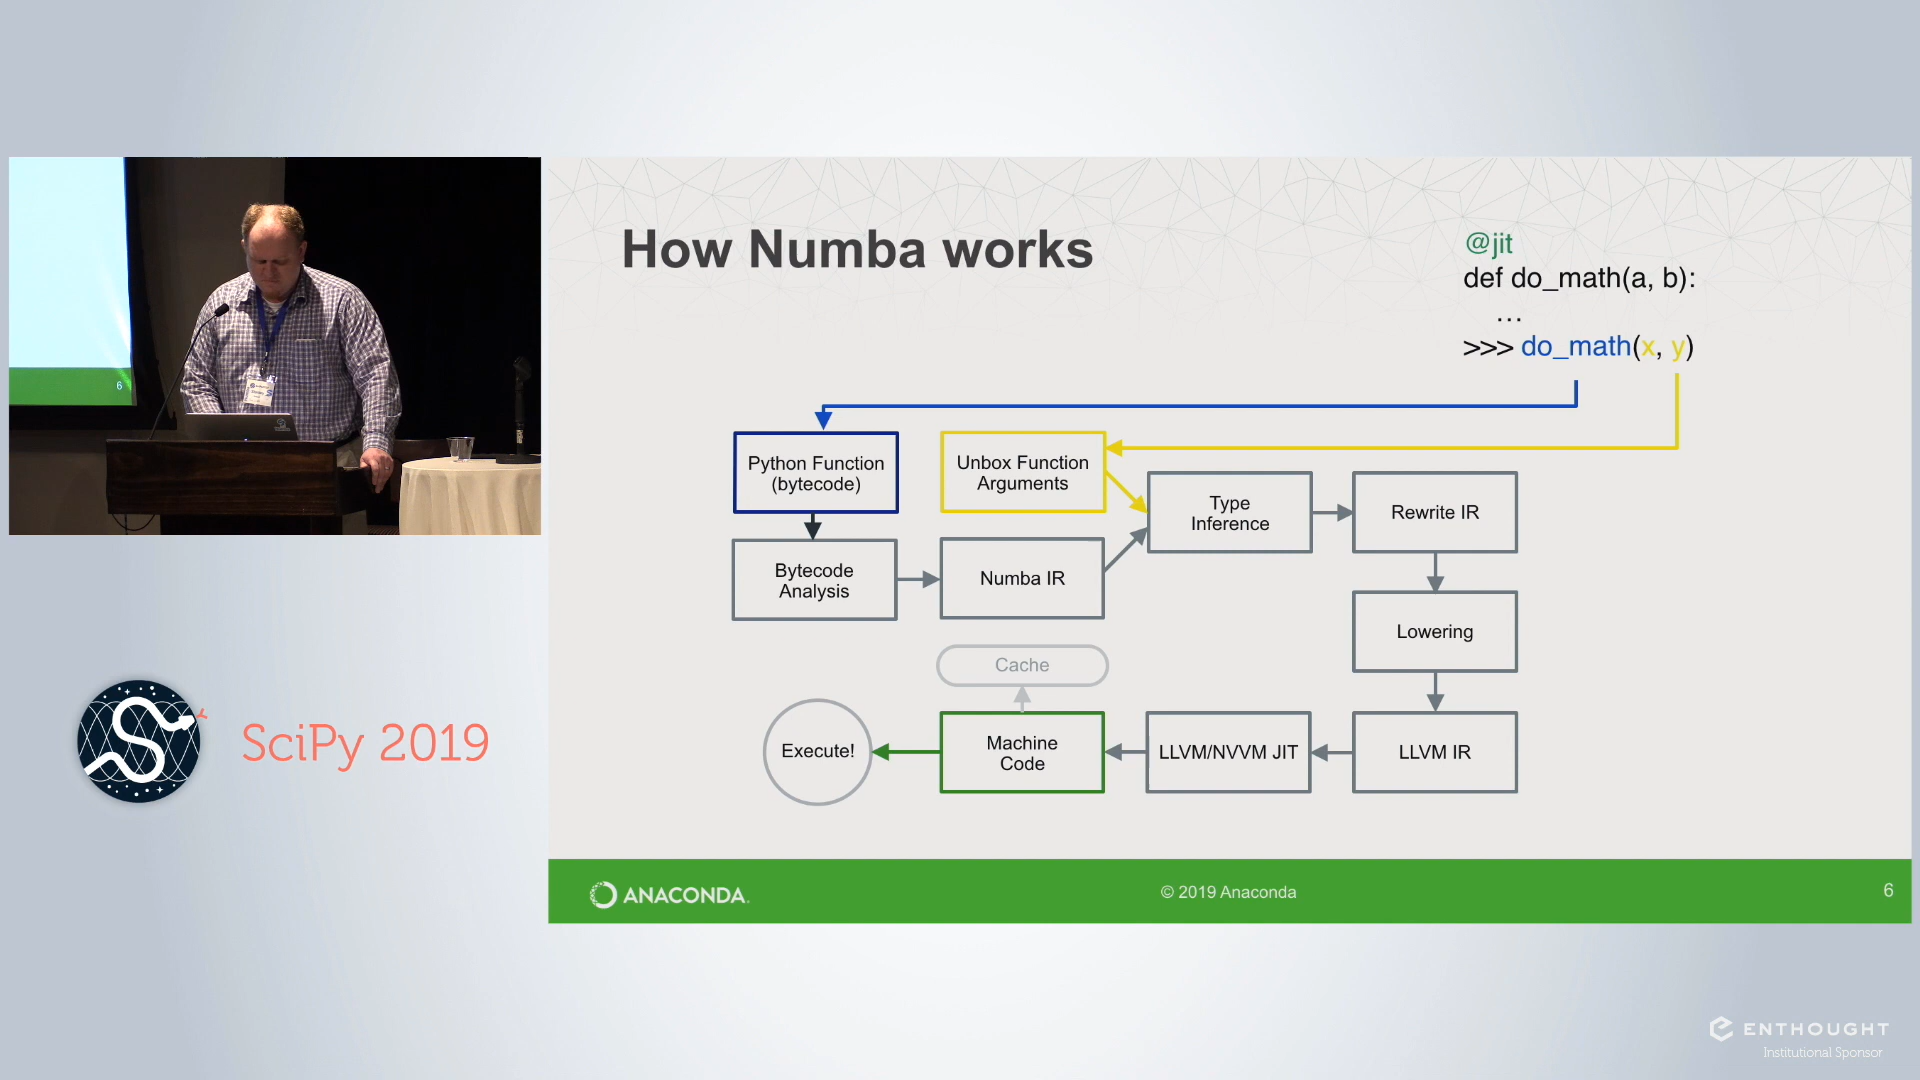 6
How Numba works
@jit
def do_math(a, b):
…
>>> do_math(x, y)
Python Function
(bytecode)
Unbox Function
Arguments
Type
Inference
Rewrite IR
Bytecode
Analysis
Numba IR
Lowering
Cache
Execute!
Machine
Code
LLVM/NVVM JIT
LLVM IR
ANACONDA.
© 2019 Anaconda
6
SciPy 2019
ENTHOUGHT
Institutional Sponsor